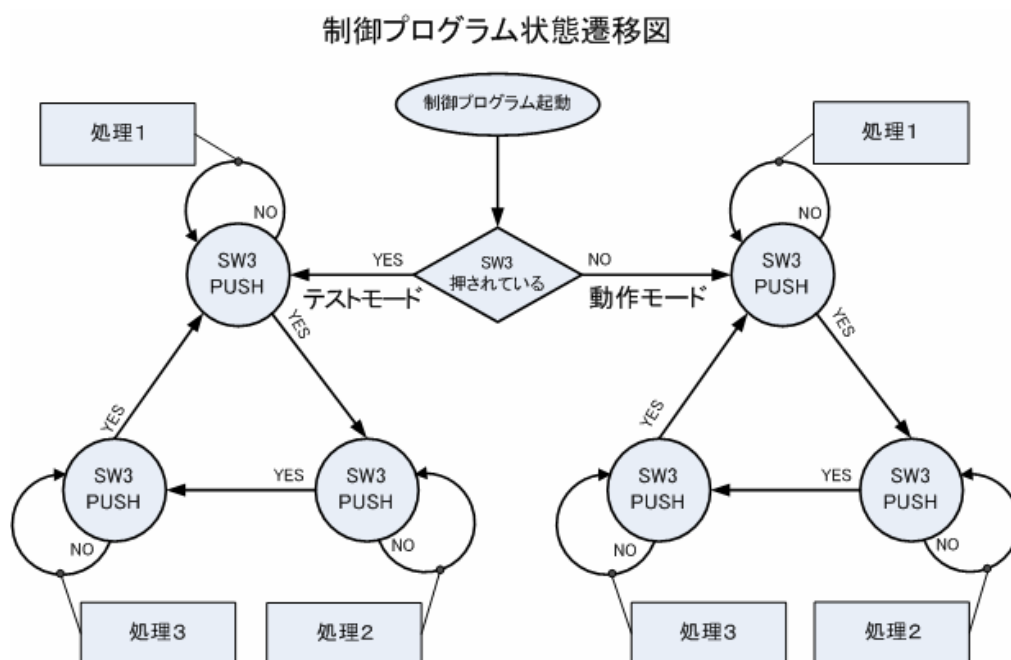 制御プログラム状態遷移図
制御プログラム起動
処理1
処理1
NO
NO
SW3
PUSH
YES
SW3
押されている
NO
SW3
PUSH
テストモード
動作モード
YES
YES
YES
YES
SW3
PUSH
YES
SW3
PUSH
SW3
PUSH
YES
SW3
PUSH
NO
NO
NO
NO
処理3
処理2
処理3
処理2